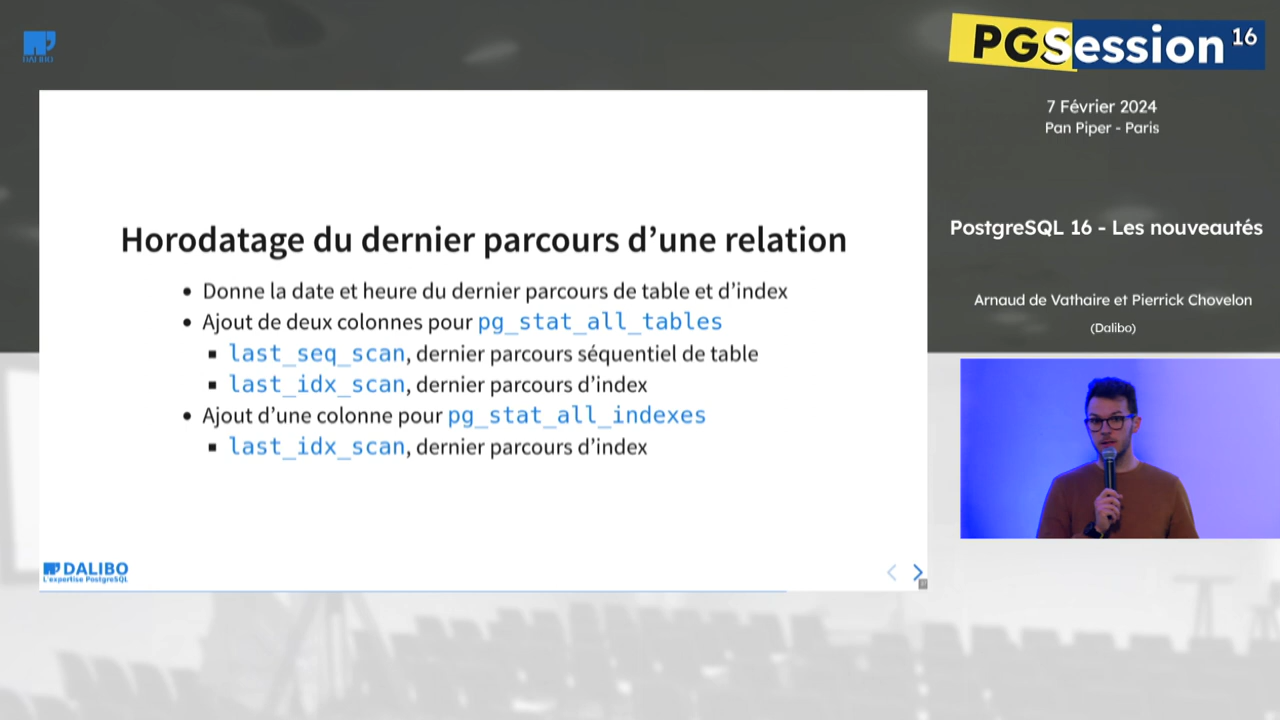 DALIBO
PGSession 16
7 Février 2024
Pan Piper - Paris
PostgreSQL 16 - Les nouveautés
Arnaud de Vathaire et Pierrick Chovelon
(Dalibo)
Horodatage du dernier parcours d’une relation
• Donne la date et heure du dernier parcours de table et d’index
• Ajout de deux colonnes pour pg_stat_all_tables
▪ last_seq_scan, dernier parcours séquentiel de table
▪ last_idx_scan, dernier parcours d’index
• Ajout d’une colonne pour pg_stat_all_indexes
▪ last_idx_scan, dernier parcours d’index
DALIBO
L'expertise PostgreSQL